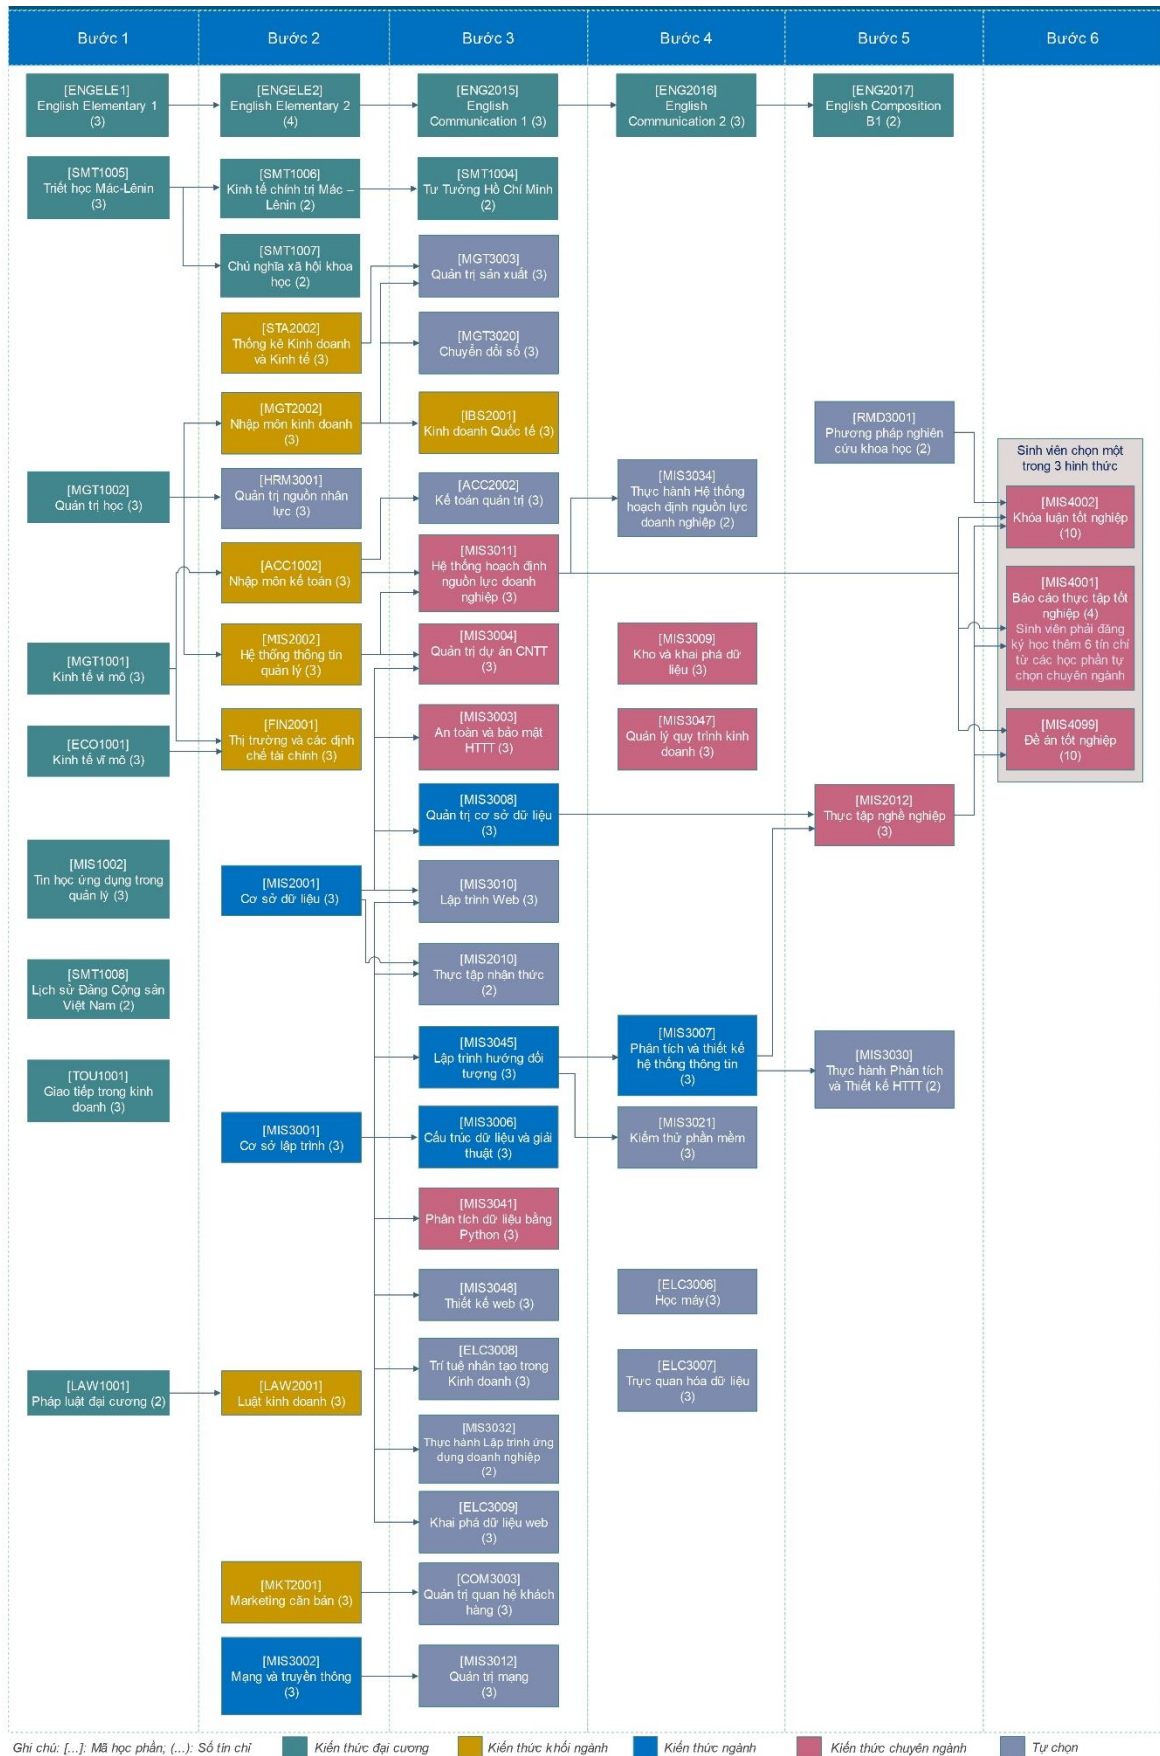 Bước 1
Bước 2
Bước 3
Bước 4
Bước 5
Bước 6
[ENGELE1]
English Elementary 1
(3)
[ENGELE2]
English Elementary 2
(4)
[ENG2015]
English
Communication 1 (3)
[ENG2016]
English
Communication 2 (3)
[ENG2017]
English Composition
B1 (2)
[SMT1005]
Triết học Mác-Lênin
(3)
[SMT1006]
Kinh tế chính trị Mác –
Lênin (2)
[SMT1004]
Tư Tưởng Hồ Chí Minh
(2)
[SMT1007]
Chủ nghĩa xã hội khoa
học (2)
[MGT3003]
Quản trị sản xuất (3)
[STA2002]
Thống kê Kinh doanh
và Kinh tế (3)
[MGT3020]
Chuyển đổi số (3)
[MGT2002]
Nhập môn kinh doanh
(3)
[IBS2001]
Kinh doanh Quốc tế (3)
[RMD3001]
Phương pháp nghiên
cứu khoa học (2)
Sinh viên chọn một
trong 3 hình thức
[MGT1002]
Quản trị học (3)
[HRM3001]
Quản trị nguồn nhân
lực (3)
[ACC2002]
Kế toán quản trị (3)
[MIS3034]
Thực hành Hệ thống
hoạch định nguồn lực
doanh nghiệp (2)
[MIS4002]
Khóa luận tốt nghiệp
(10)
[ACC1002]
Nhập môn kế toán (3)
[MIS3011]
Hệ thống hoạch định
nguồn lực doanh
nghiệp (3)
[MIS4001]
Báo cáo thực tập tốt
nghiệp (4)
Sinh viên phải đăng
ký học thêm 6 tín chỉ
từ các học phần tự
chọn chuyên ngành
[MGT1001]
Kinh tế vi mô (3)
[MIS2002]
Hệ thống thông tin
quản lý (3)
[MIS3004]
Quản trị dự án CNTT
(3)
[MIS3009]
Kho và khai phá dữ
liệu (3)
[ECO1001]
Kinh tế vĩ mô (3)
[FIN2001]
Thị trường và các định
chế tài chính (3)
[MIS3003]
An toàn và bảo mật
HTTT (3)
[MIS3047]
Quản lý quy trình kinh
doanh (3)
[MIS4099]
Đề án tốt nghiệp
(10)
[MIS3008]
Quản trị cơ sở dữ liệu
(3)
[MIS2012]
Thực tập nghề nghiệp
(3)
[MIS1002]
Tin học ứng dụng trong
quản lý (3)
[MIS2001]
Cơ sở dữ liệu (3)
[MIS3010]
Lập trình Web (3)
[SMT1008]
Lịch sử Đảng Cộng sản
Việt Nam (2)
[MIS2010]
Thực tập nhận thức
(2)
[TOU1001]
Giao tiếp trong kinh
doanh (3)
[MIS3045]
Lập trình hướng đối
tượng (3)
[MIS3007]
Phân tích và thiết kế
hệ thống thông tin
(3)
[MIS3030]
Thực hành Phân tích
và Thiết kế HTTT (2)
[MIS3001]
Cơ sở lập trình (3)
[MIS3006]
Cấu trúc dữ liệu và giải
thuật (3)
[MIS3021]
Kiểm thử phần mềm
(3)
[MIS3041]
Phân tích dữ liệu bằng
Python (3)
[MIS3048]
Thiết kế web (3)
[ELC3006]
Học máy(3)
[LAW1001]
Pháp luật đại cương (2)
[LAW2001]
Luật kinh doanh (3)
[ELC3008]
Trí tuệ nhân tạo trong
Kinh doanh (3)
[ELC3007]
Trực quan hóa dữ liệu
(3)
[MIS3032]
Thực hành Lập trình ứng
dụng doanh nghiệp
(2)
[ELC3009]
Khai phá dữ liệu web
(3)
[MKT2001]
Marketing căn bản (3)
[COM3003]
Quản trị quan hệ khách
hàng (3)
[MIS3002]
Mạng và truyền thông
(3)
[MIS3012]
Quản trị mạng
(3)
Ghi chú: [...]: Mã học phần; (...): Số tín chỉ
Kiến thức đại cương
Kiến thức khối ngành
Kiến thức ngành
Kiến thức chuyên ngành
Tự chọn